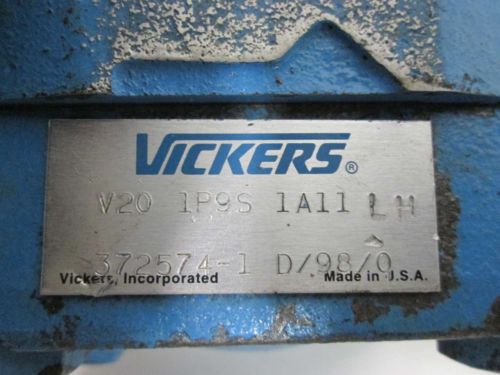 VICKERS®
V20 1P9S 1A11 LH
372574-1 D/98/0
Vickers, Incorporated Made in U.S.A.